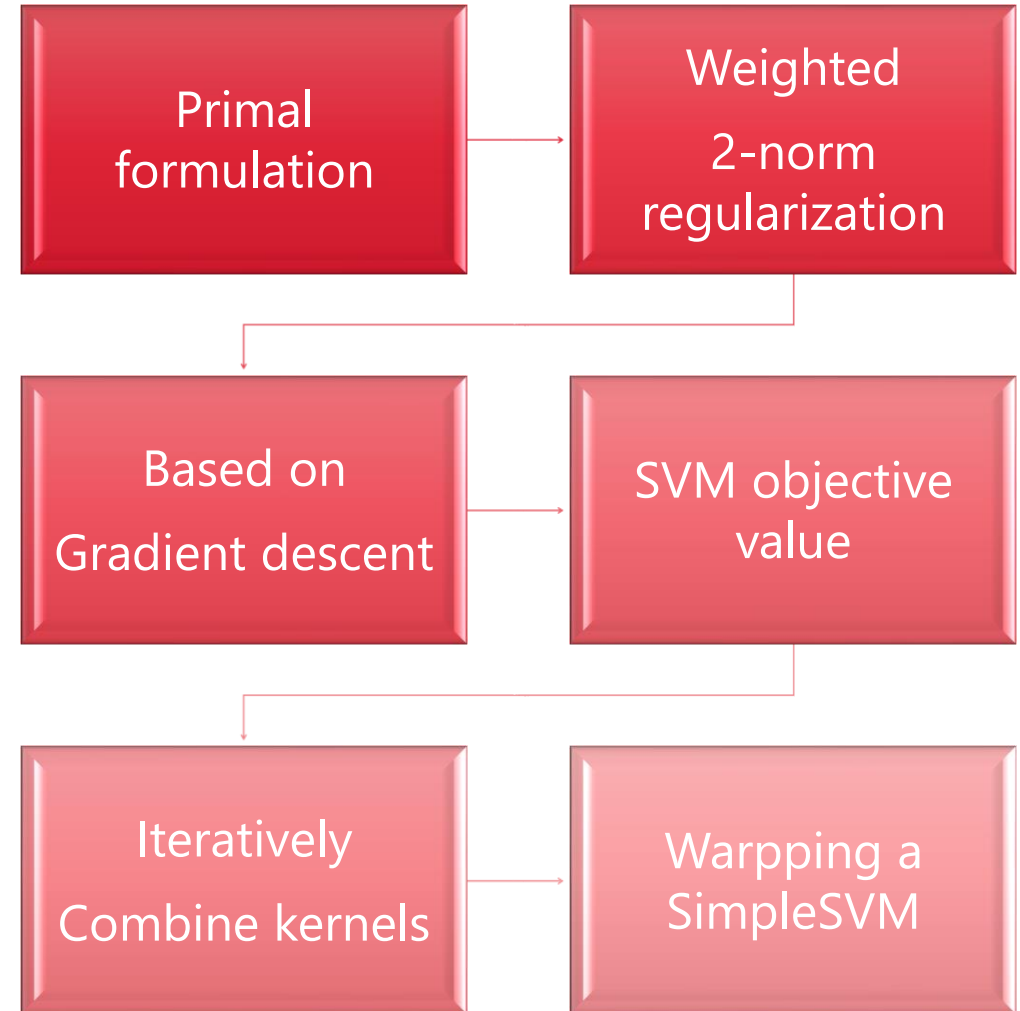 Primal
formulation
Weighted
2-norm
regularization
Based on
Gradient descent
SVM objective
value
Iteratively
Combine kernels
Warpping a
SimpleSVM